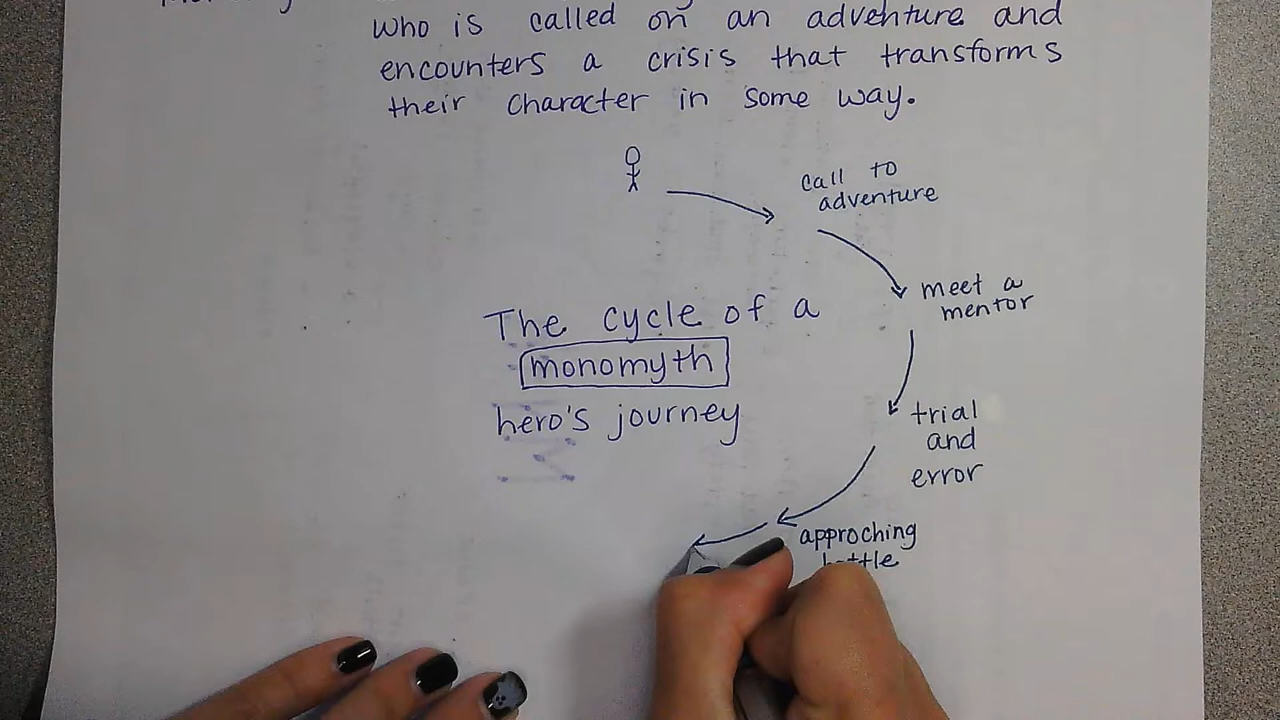 who is called on an adventure and
encounters a crisis that transforms
their character in some way.
call to
adventure
meet a
mentor
The cycle of a
monomyth
hero's journey
trial
and
error
approching
battle